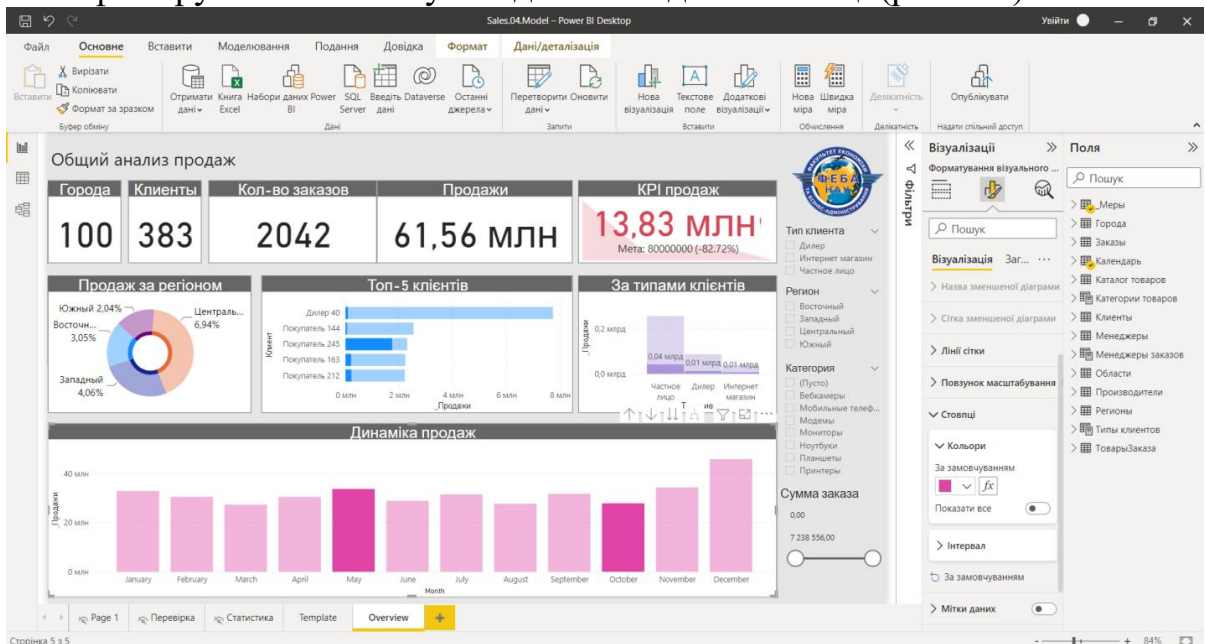 Sales.04.Model – Power BI Desktop
Увійти
Файл Основне Вставити Моделювання Подання Довідка Формат Дані/деталізація
Вставити
Вирізати
Копіювати
Формат за зразком
Отримати дані
Книга Excel
Набори даних Power BI
SQL Server
Введіть дані
Dataverse
Останні джерела
Перетворити дані
Оновити
Нова візуалізація
Текстове поле
Додаткові візуалізації
Нова міра
Швидка міра
Делікатність
Опублікувати
Буфер обміну
Дані
Запити
Вставити
Обчислення
Делікатність
Надати спільний доступ
Общий анализ продаж
Города
100
Клиенты
383
Кол-во заказов
2042
Продажи
61,56 млн
KPI продаж
13,83 млн
Мета: 80000000 (-82.72%)
ФЕБА
НАУ
Продаж за регіоном
Южный 2,04%
Централь...
6,94%
Восточн...
3,05%
Западный
4,06%
Топ-5 клієнтів
Клиент
Дилер 40
Покупатель 144
Покупатель 245
Покупатель 163
Покупатель 212
0 млн 2 млн 4 млн 6 млн 8 млн
_Продажи
За типами клієнтів
_Продажи
0,2 млрд
0,0 млрд
0,04 млрд 0,01 млрд 0,01 млрд
Частное лицо
Дилер
Интернет магазин
Динаміка продаж
_Продажи
40 млн
20 млн
0 млн
January February March April May June July August September October November December
Month
Тип клиента
Дилер
Интернет магазин
Частное лицо
Регион
Восточный
Западный
Центральный
Южный
Категория
(Пусто)
Вебкамеры
Мобильные телеф...
Модемы
Мониторы
Ноутбуки
Планшеты
Принтеры
Сумма заказа
0,00
7 238 556,00
Фільтри
Візуалізації
Форматування візуального ...
Пошук
Візуалізація Заг... ...
Назва зменшеної діаграми
Сітка зменшеної діаграми
Лінії сітки
Повзунок масштабування
Стовпці
Кольори
За замовчуванням
fx
Показати все
Інтервал
За замовчуванням
Мітки даних
Поля
Пошук
_Меры
Города
Заказы
Календарь
Каталог товаров
Категории товаров
Клиенты
Менеджеры
Менеджеры заказов
Области
Производители
Регионы
Типы клиентов
ТоварыЗаказа
Page 1 Перевірка Статистика Template Overview
Сторінка 5 з 5
84%